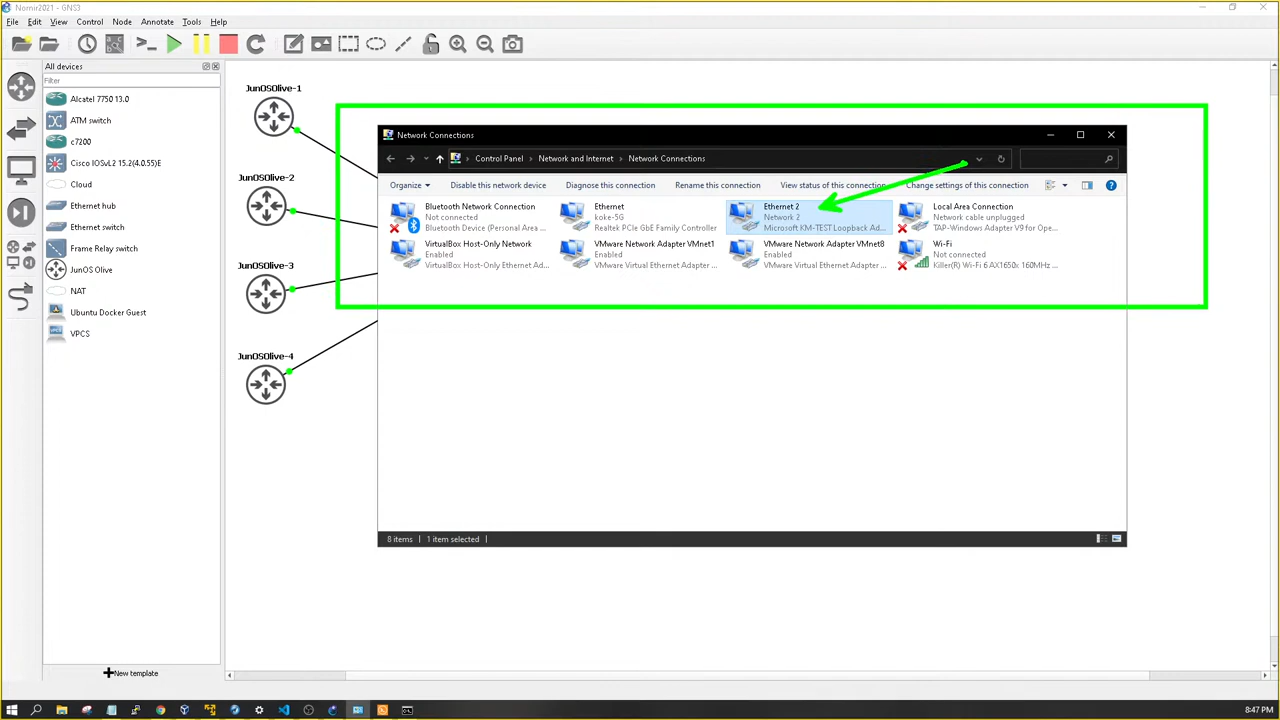 Nornir2021 - GNS3
File Edit View Control Node Annotate Tools Help
All devices
Filter
Alcatel 7750 13.0
ATM switch
c7200
Cisco IOSvL2 15.2(4.0.55)E
Cloud
Ethernet hub
Ethernet switch
Frame Relay switch
JunOS Olive
NAT
Ubuntu Docker Guest
VPCS
New template
JunOSOlive-1
JunOSOlive-2
JunOSOlive-3
JunOSOlive-4
Network Connections
Control Panel > Network and Internet > Network Connections
Organize Disable this network device Diagnose this connection Rename this connection View status of this connection Change settings of this connection
Bluetooth Network Connection
Not connected
Bluetooth Device (Personal Area ...
Ethernet
koke-5G
Realtek PCIe GbE Family Controller
Ethernet 2
Network 2
Microsoft KM-TEST Loopback Ad...
Local Area Connection
Network cable unplugged
TAP-Windows Adapter V9 for Ope...
VirtualBox Host-Only Network
Enabled
VirtualBox Host-Only Ethernet Ad...
VMware Network Adapter VMnet1
Enabled
VMware Virtual Ethernet Adapter ...
VMware Network Adapter VMnet8
Enabled
VMware Virtual Ethernet Adapter ...
Wi-Fi
Not connected
Killer(R) Wi-Fi 6 AX1650x 160MHz ...
8 items 1 item selected
8:47 PM